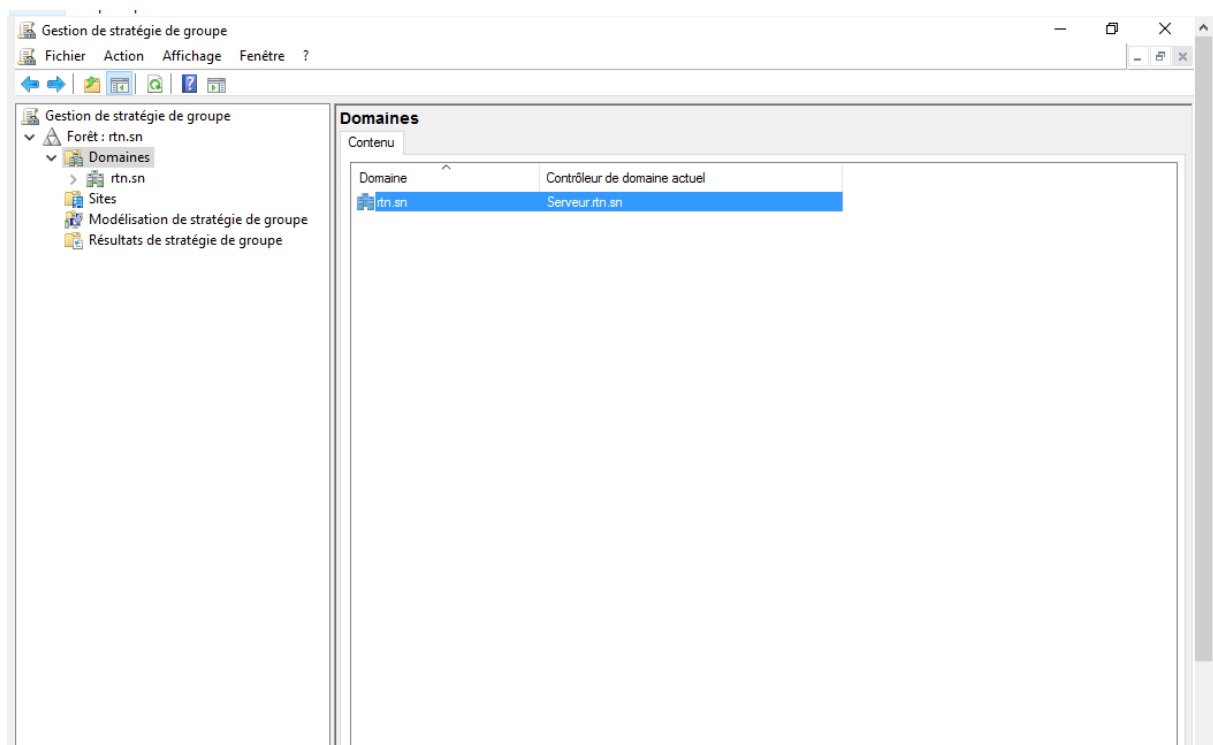 Gestion de stratégie de groupe
Fichier Action Affichage Fenêtre ?
Gestion de stratégie de groupe
Forêt : rtn.sn
Domaines
rtn.sn
Sites
Modélisation de stratégie de groupe
Résultats de stratégie de groupe
Domaines
Contenu
Domaine Contrôleur de domaine actuel
rtn.sn Serveur.rtn.sn